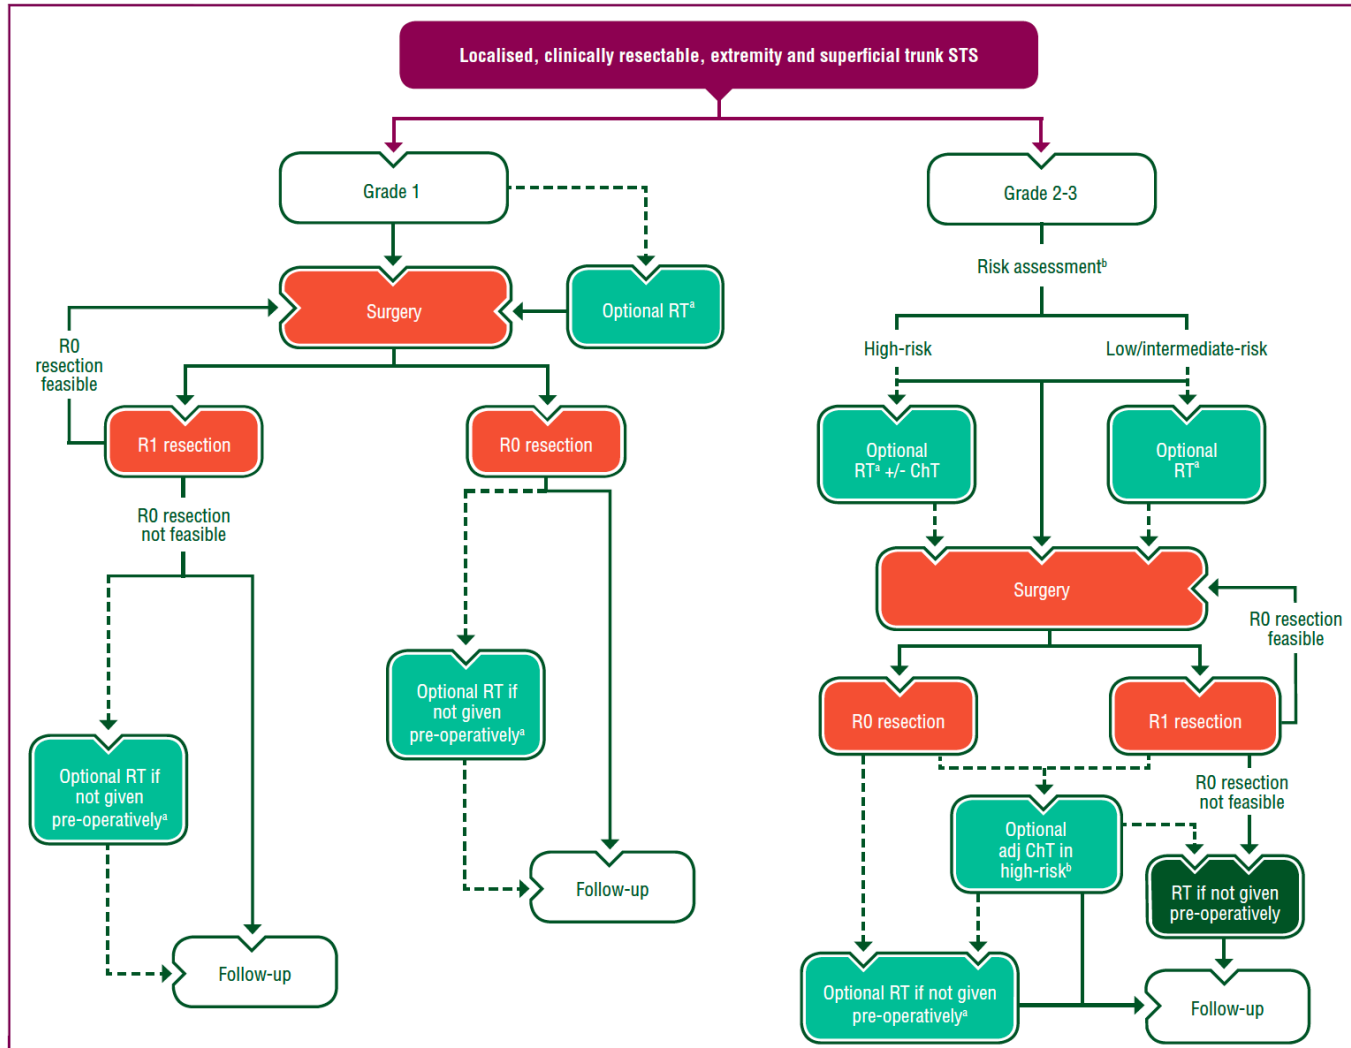 Localised, clinically resectable, extremity and superficial trunk STS
Grade 1
Grade 2-3
Risk assessmentᵇ
Surgery
Optional RTᵃ
R0
resection
feasible
High-risk
Low/intermediate-risk
R1 resection
R0 resection
Optional
RTᵃ +/- ChT
Optional
RTᵃ
R0 resection
not feasible
Surgery
R0 resection
feasible
Optional RT if
not given
pre-operativelyᵃ
R0 resection
R1 resection
Optional RT if
not given
pre-operativelyᵃ
R0 resection
not feasible
Optional
adj ChT in
high-riskᵇ
RT if not given
pre-operatively
Follow-up
Follow-up
Optional RT if not given
pre-operativelyᵃ
Follow-up